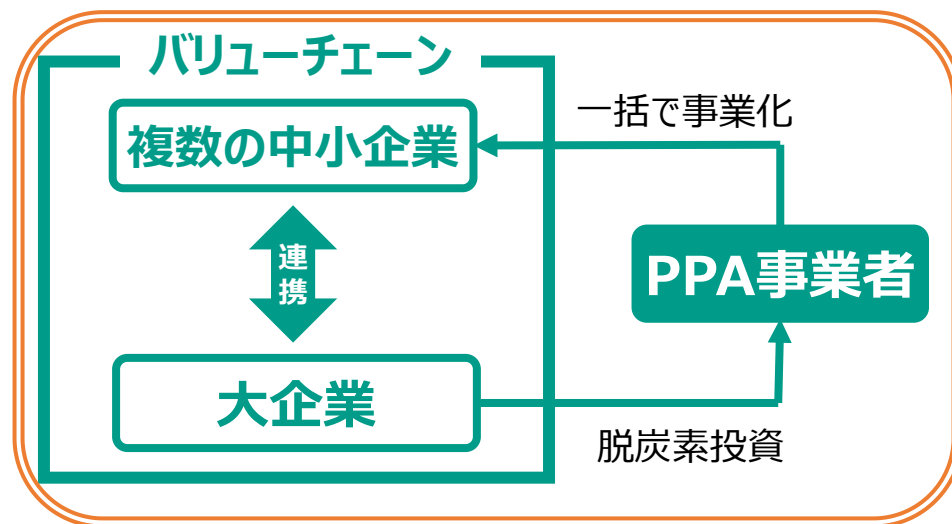 バリューチェーン
一括で事業化
複数の中小企業
連
携
PPA事業者
大企業
脱炭素投資